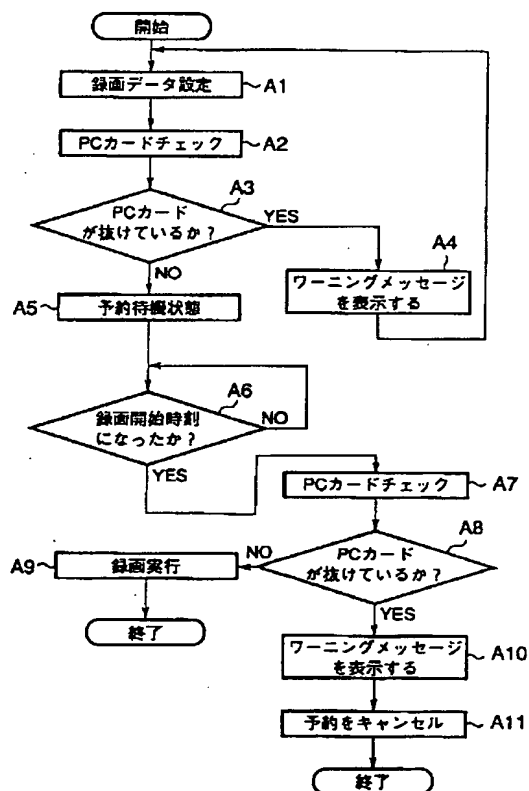 開始
録画データ設定
A1
PCカードチェック
A2
A3
PCカード
が抜けているか？
YES
NO
A4
ワーニングメッセージ
を表示する
A5
予約待機状態
A6
録画開始時刻
になったか？
NO
YES
PCカードチェック
A7
A8
PCカード
が抜けているか？
NO
YES
A9
録画実行
終了
ワーニングメッセージ
を表示する
A10
予約をキャンセル
A11
終了